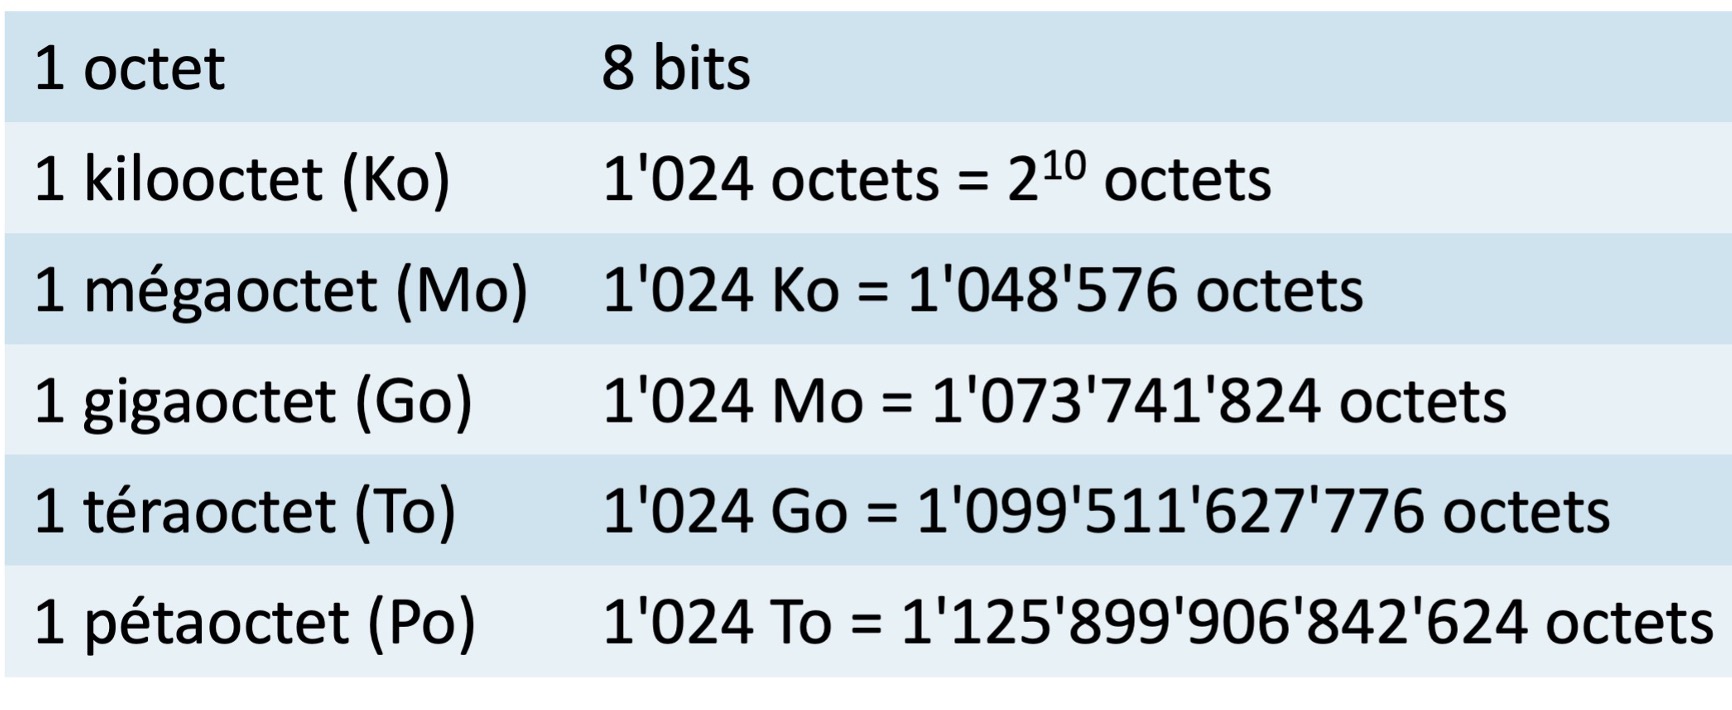 1 octet 8 bits
1 kilooctet (Ko) 1'024 octets = 2¹⁰ octets
1 mégaoctet (Mo) 1'024 Ko = 1'048'576 octets
1 gigaoctet (Go) 1'024 Mo = 1'073'741'824 octets
1 téraoctet (To) 1'024 Go = 1'099'511'627'776 octets
1 pétaoctet (Po) 1'024 To = 1'125'899'906'842'624 octets